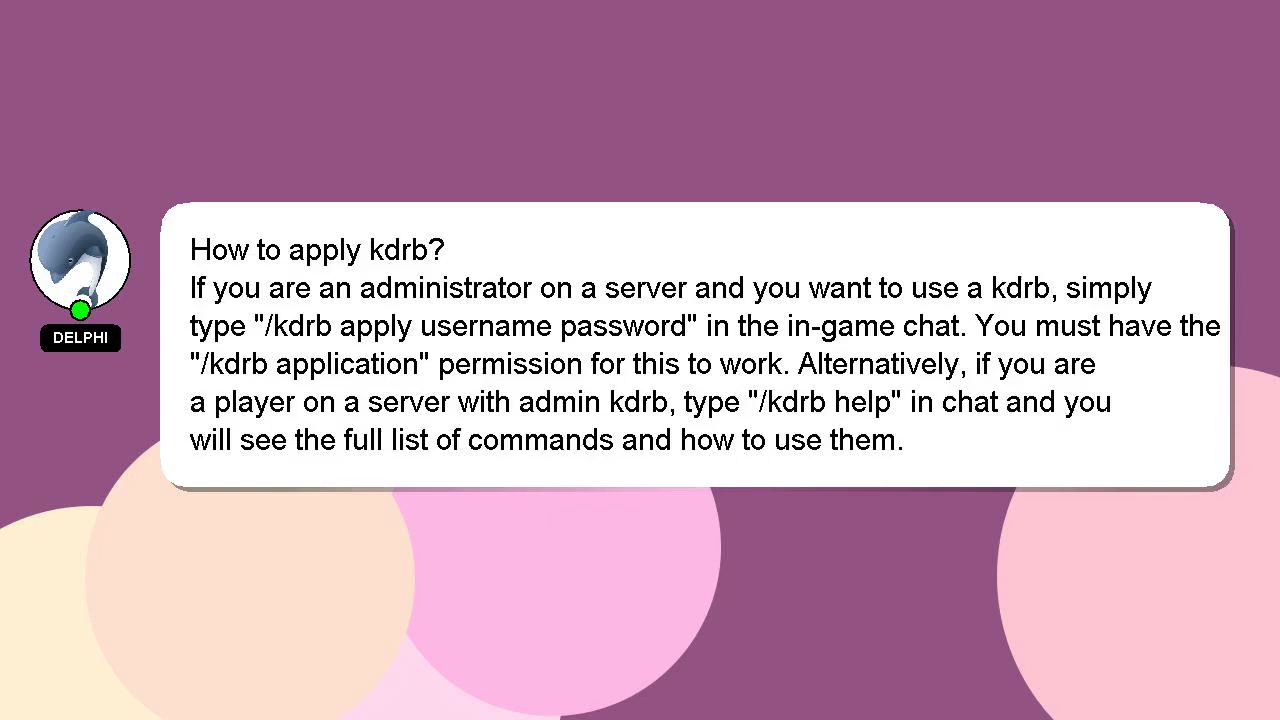 How to apply kdrb?
If you are an administrator on a server and you want to use a kdrb, simply
type "/kdrb apply username password" in the in-game chat. You must have the
"/kdrb application" permission for this to work. Alternatively, if you are
a player on a server with admin kdrb, type "/kdrb help" in chat and you
will see the full list of commands and how to use them.
DELPHI